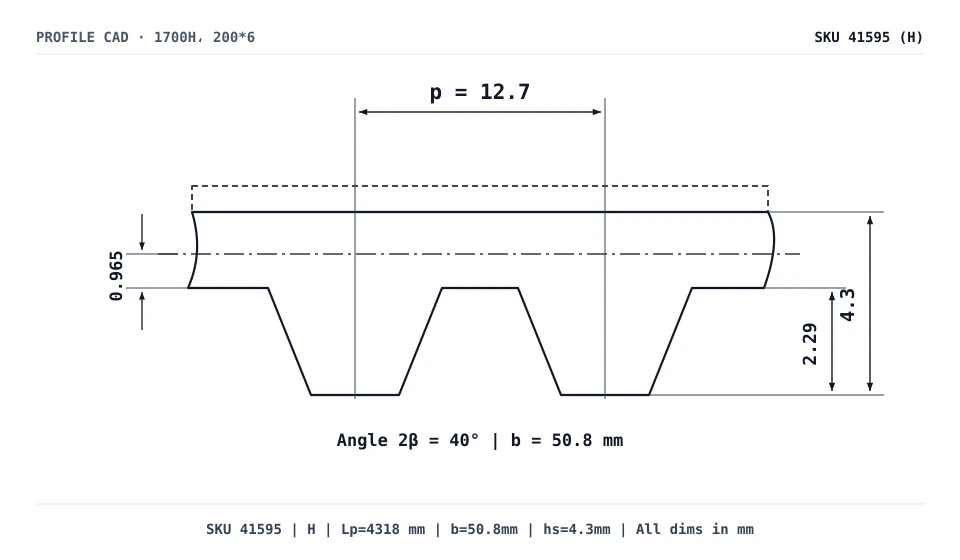 PROFILE CAD · 1700H، 200*6
SKU 41595 (H)
p = 12.7
0.965
4.3
2.29
Angle 2β = 40° | b = 50.8 mm
SKU 41595 | H | Lp=4318 mm | b=50.8mm | hs=4.3mm | All dims in mm